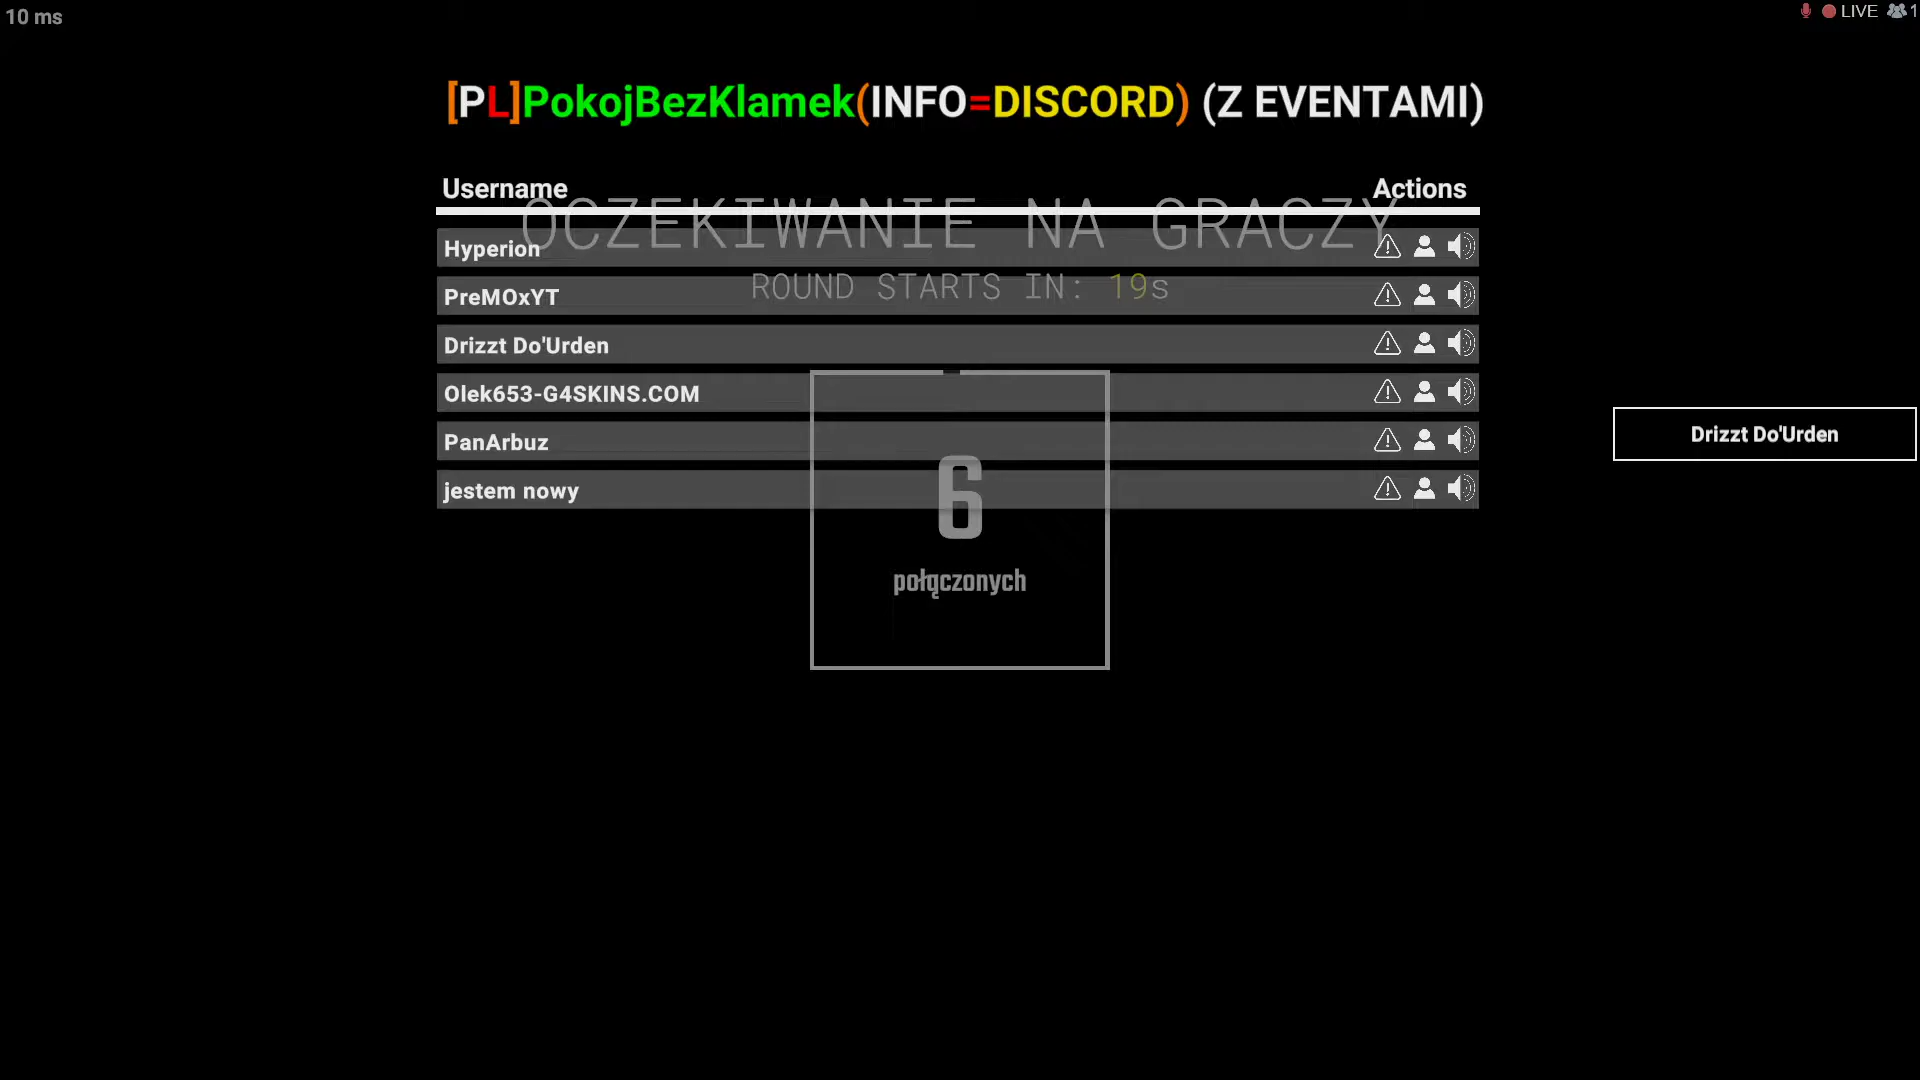 10 ms
LIVE 1
[PL]PokojBezKlamek(INFO=DISCORD) (Z EVENTAMI)
Username Actions
OCZEKIWANIE NA GRACZY
Hyperion
ROUND STARTS IN: 19s
PreMOxYT
Drizzt Do'Urden
Olek653-G4SKINS.COM
PanArbuz
Drizzt Do'Urden
jestem nowy
6
połączonych